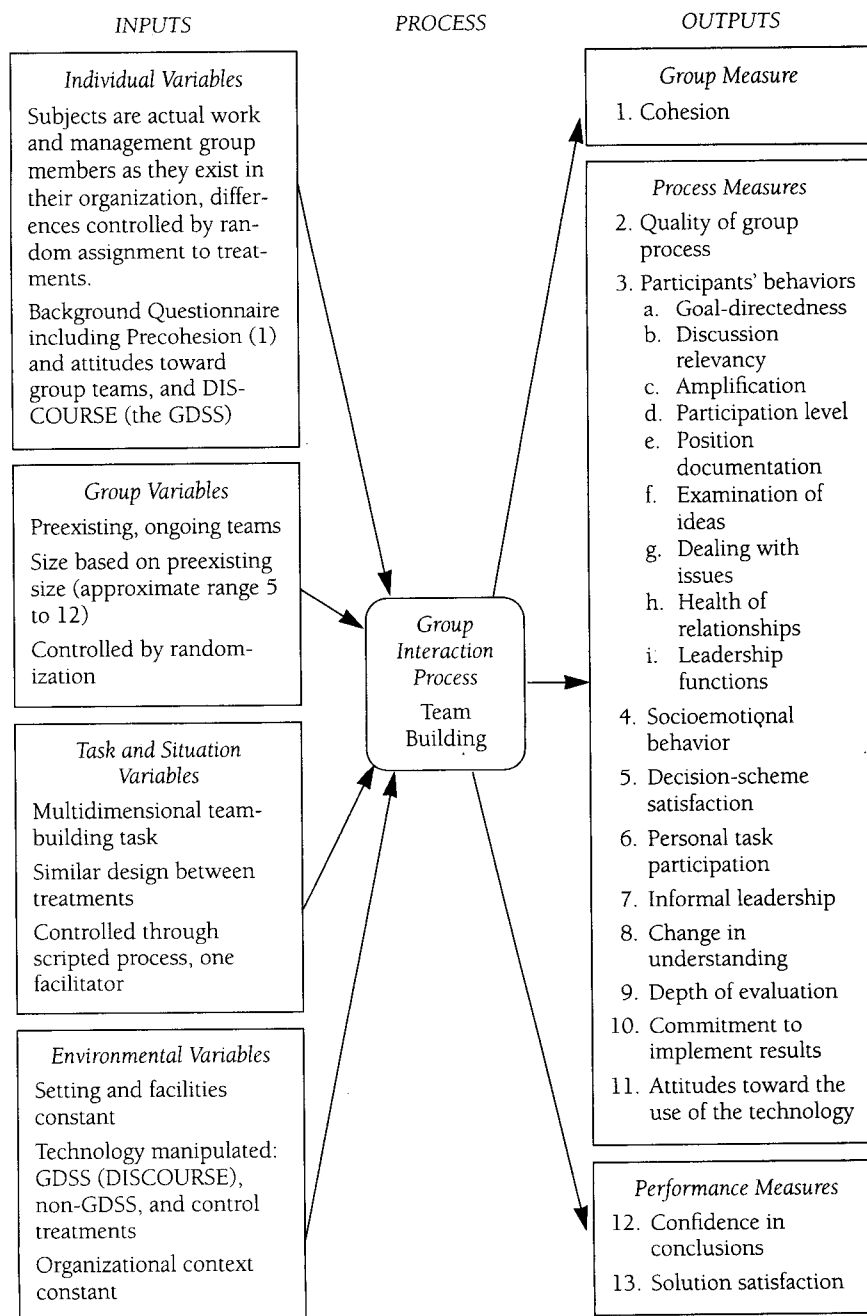 INPUTS
PROCESS
OUTPUTS
Individual Variables
Subjects are actual work
and management group
members as they exist in
their organization, differ-
ences controlled by ran-
dom assignment to treat-
ments.
Background Questionnaire
including Precohesion (1)
and attitudes toward
group teams, and DIS-
COURSE (the GDSS)
Group Variables
Preexisting, ongoing teams
Size based on preexisting
size (approximate range 5
to 12)
Controlled by random-
ization
Task and Situation
Variables
Multidimensional team-
building task
Similar design between
treatments
Controlled through
scripted process, one
facilitator
Environmental Variables
Setting and facilities
constant
Technology manipulated:
GDSS (DISCOURSE),
non-GDSS, and control
treatments
Organizational context
constant
Group
Interaction
Process
Team
Building
Group Measure
1. Cohesion
Process Measures
2. Quality of group
process
3. Participants' behaviors
a. Goal-directedness
b. Discussion
relevancy
c. Amplification
d. Participation level
e. Position
documentation
f. Examination of
ideas
g. Dealing with
issues
h. Health of
relationships
i. Leadership
functions
4. Socioemotional
behavior
5. Decision-scheme
satisfaction
6. Personal task
participation
7. Informal leadership
8. Change in
understanding
9. Depth of evaluation
10. Commitment to
implement results
11. Attitudes toward the
use of the technology
Performance Measures
12. Confidence in
conclusions
13. Solution satisfaction